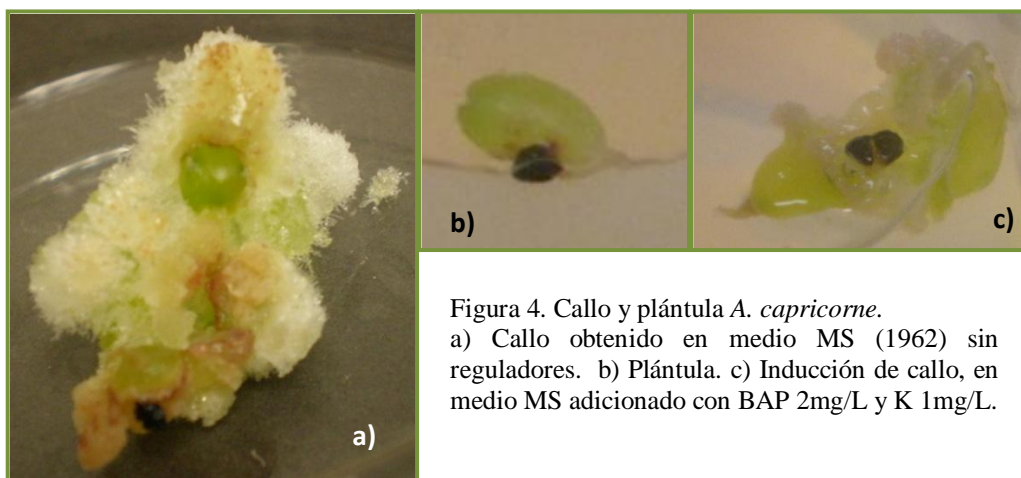 a)
b)
c)
Figura 4. Callo y plántula A. capricorne.
a) Callo obtenido en medio MS (1962) sin
reguladores. b) Plántula. c) Inducción de callo, en
medio MS adicionado con BAP 2mg/L y K 1mg/L.